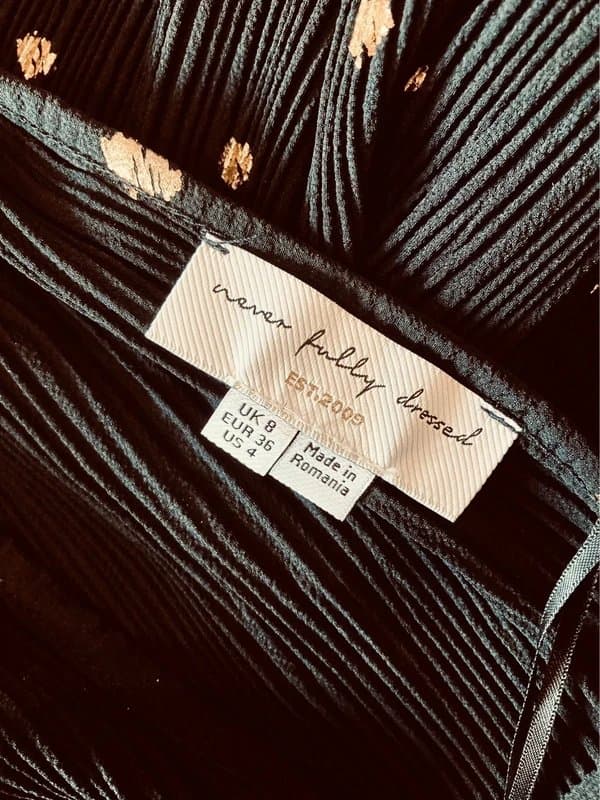 never fully dressed
EST.2009
UK 8
EUR 36
US 4
Made in
Romania